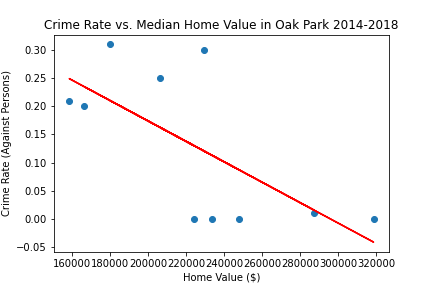 Crime Rate vs. Median Home Value in Oak Park 2014-2018
0.30
0.25
0.20
0.15
0.10
0.05
0.00
−0.05
Crime Rate (Against Persons)
160000 180000 200000 220000 240000 260000 280000 300000 320000
Home Value ($)